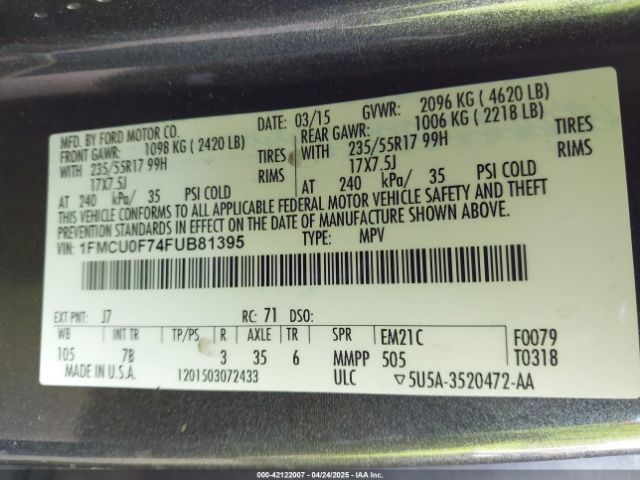 MFD. BY FORD MOTOR CO.
DATE: 03/15 GVWR: 2096 KG ( 4620 LB)
FRONT GAWR: 1098 KG ( 2420 LB) REAR GAWR: 1006 KG ( 2218 LB)
WITH 235/55R17 99H TIRES WITH 235/55R17 99H TIRES
17X7.5J RIMS 17X7.5J RIMS
AT 240 kPa/ 35 PSI COLD AT 240 kPa/ 35 PSI COLD
THIS VEHICLE CONFORMS TO ALL APPLICABLE FEDERAL MOTOR VEHICLE SAFETY AND THEFT
PREVENTION STANDARDS IN EFFECT ON THE DATE OF MANUFACTURE SHOWN ABOVE.
VIN: 1FMCU0F74FUB81395 TYPE: MPV
EXT PNT: J7 RC: 71 DSO:
WB INT TR TP/PS R AXLE TR SPR EM21C F0079
105 7B 3 35 6 MMPP 505 T0318
MADE IN U.S.A. 1201503072433 ULC ▽5U5A-3520472-AA
000-42122007 - 04/24/2025 - IAA Inc.